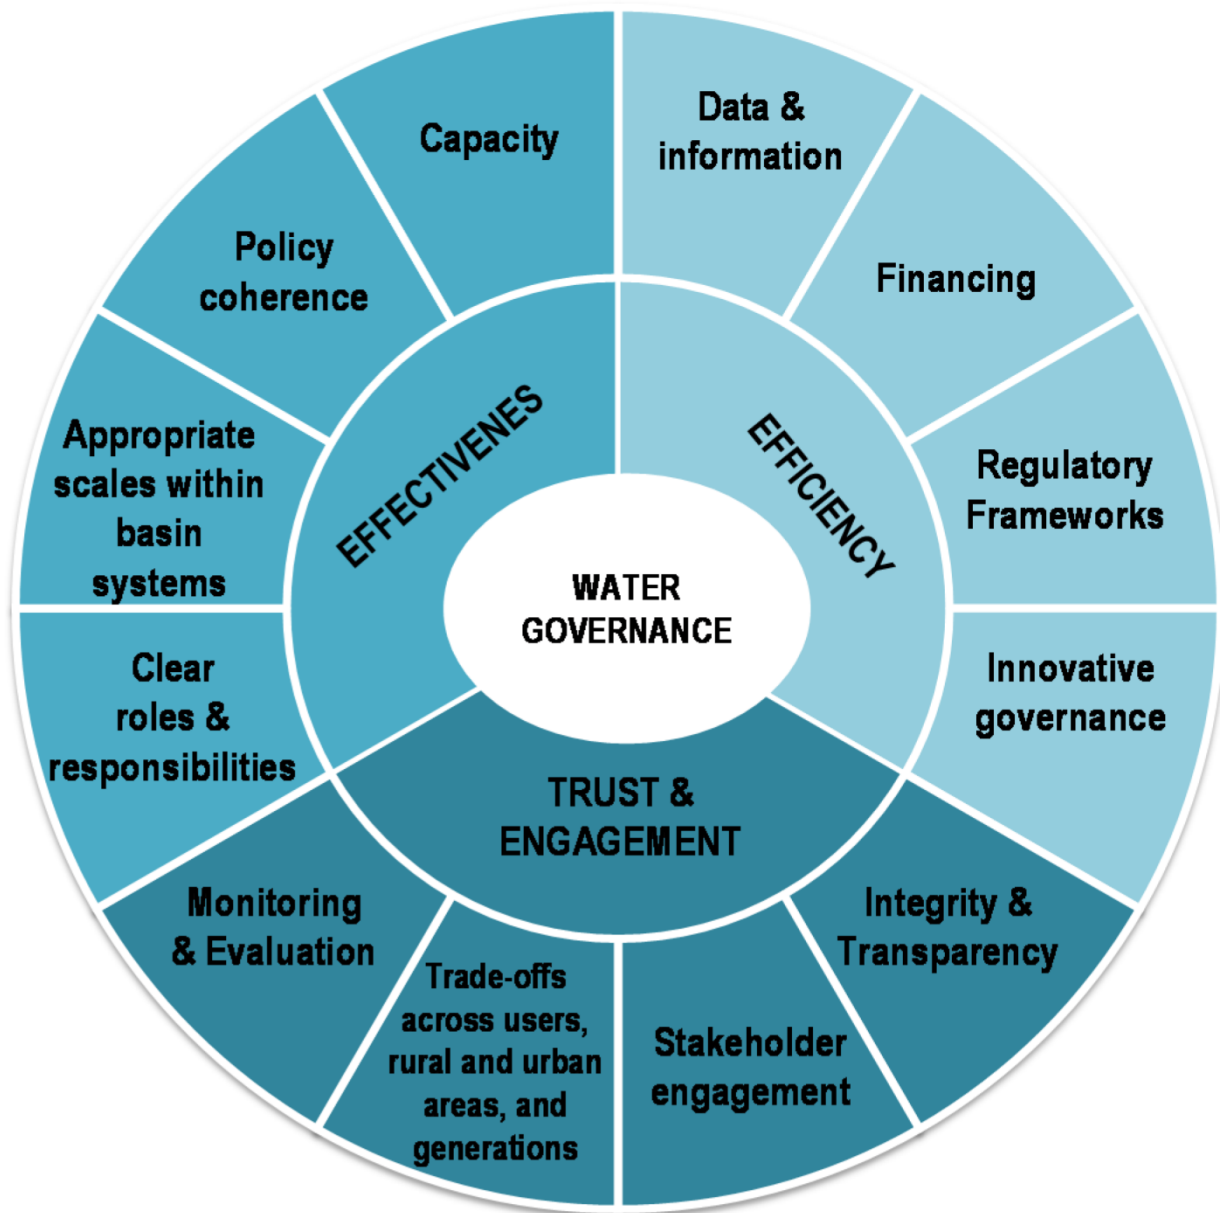 Capacity
Data &
information
Policy
coherence
Financing
Appropriate
scales within
basin
systems
EFFECTIVENES
EFFICIENCY
Regulatory
Frameworks
WATER
GOVERNANCE
Clear
roles &
responsibilities
Innovative
governance
TRUST &
ENGAGEMENT
Monitoring
& Evaluation
Integrity &
Transparency
Trade-offs
across users,
rural and urban
areas, and
generations
Stakeholder
engagement